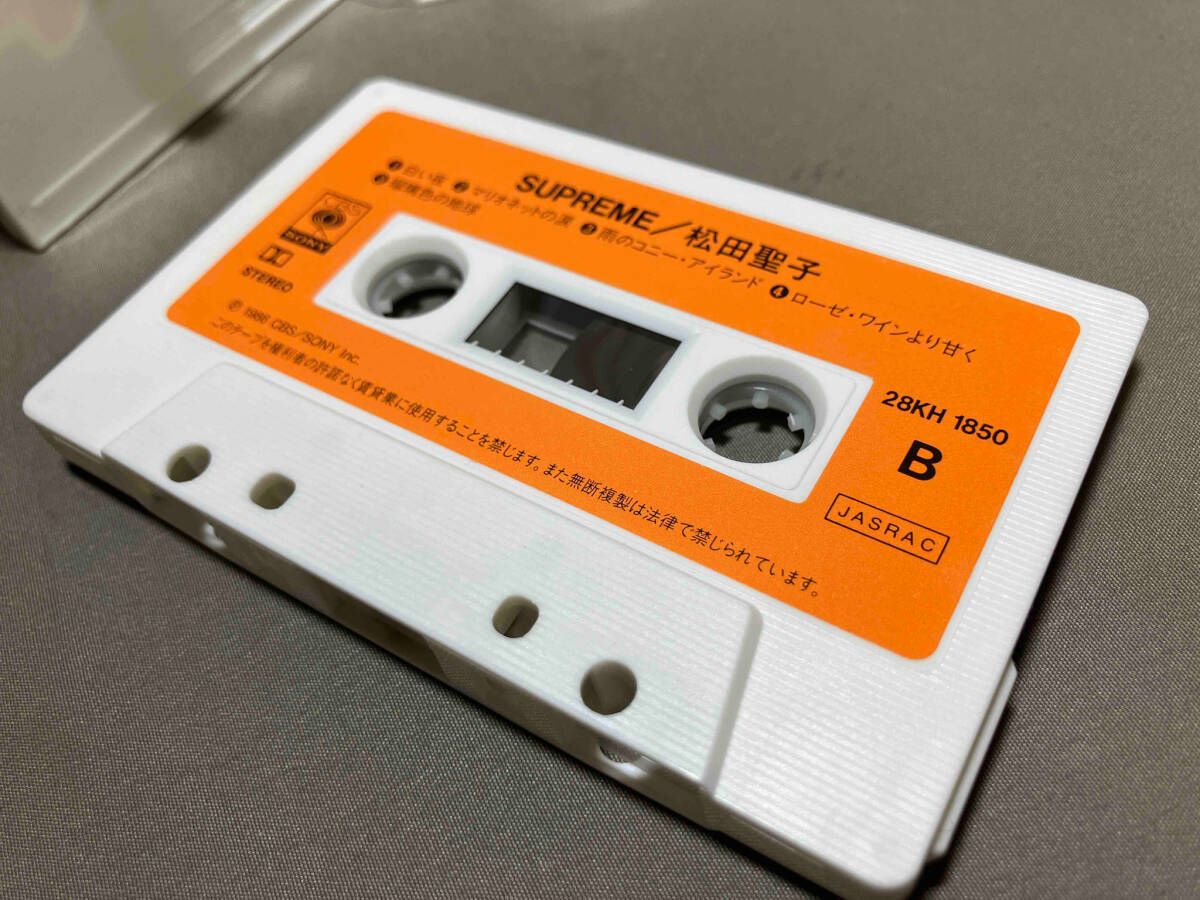 SUPREME/松田聖子
❶白い夜 ❷マリオネットの涙 ❸雨のコニー・アイランド ❹ローゼ・ワインより甘く
❺瑠璃色の地球
CBS
SONY
STEREO
28KH 1850
B
JASRAC
Ⓟ 1986 CBS/SONY Inc.
このテープを権利者の許諾なく賃貸業に使用することを禁じます。また無断複製は法律で禁じられています。